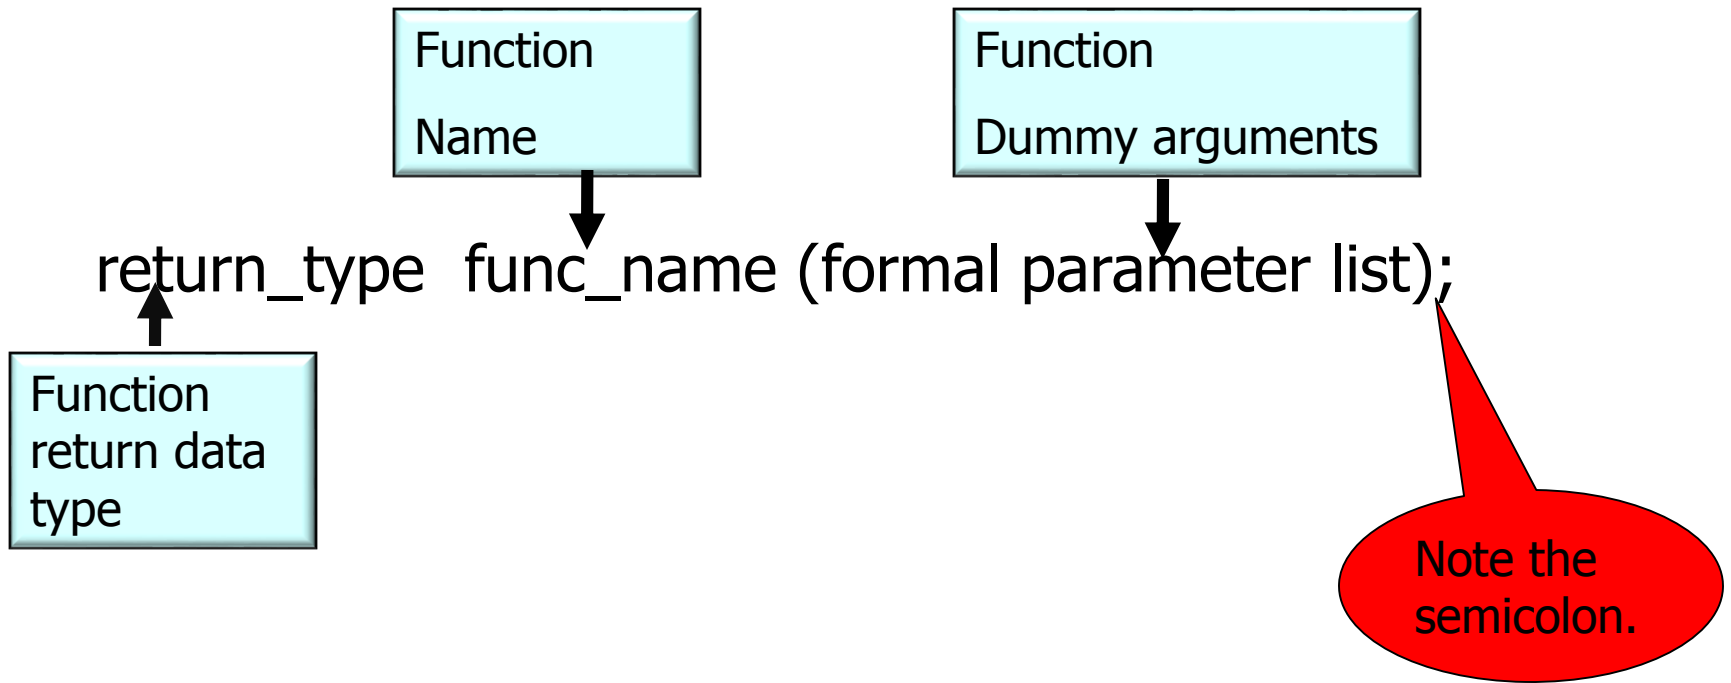 Function
Name
Function
Dummy arguments
return_type func_name (formal parameter list);
Function
return data
type
Note the
semicolon.